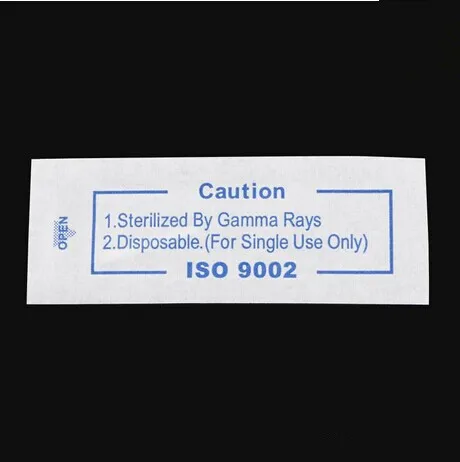 Caution
1.Sterilized By Gamma Rays
2.Disposable.(For Single Use Only)
ISO 9002
OPEN